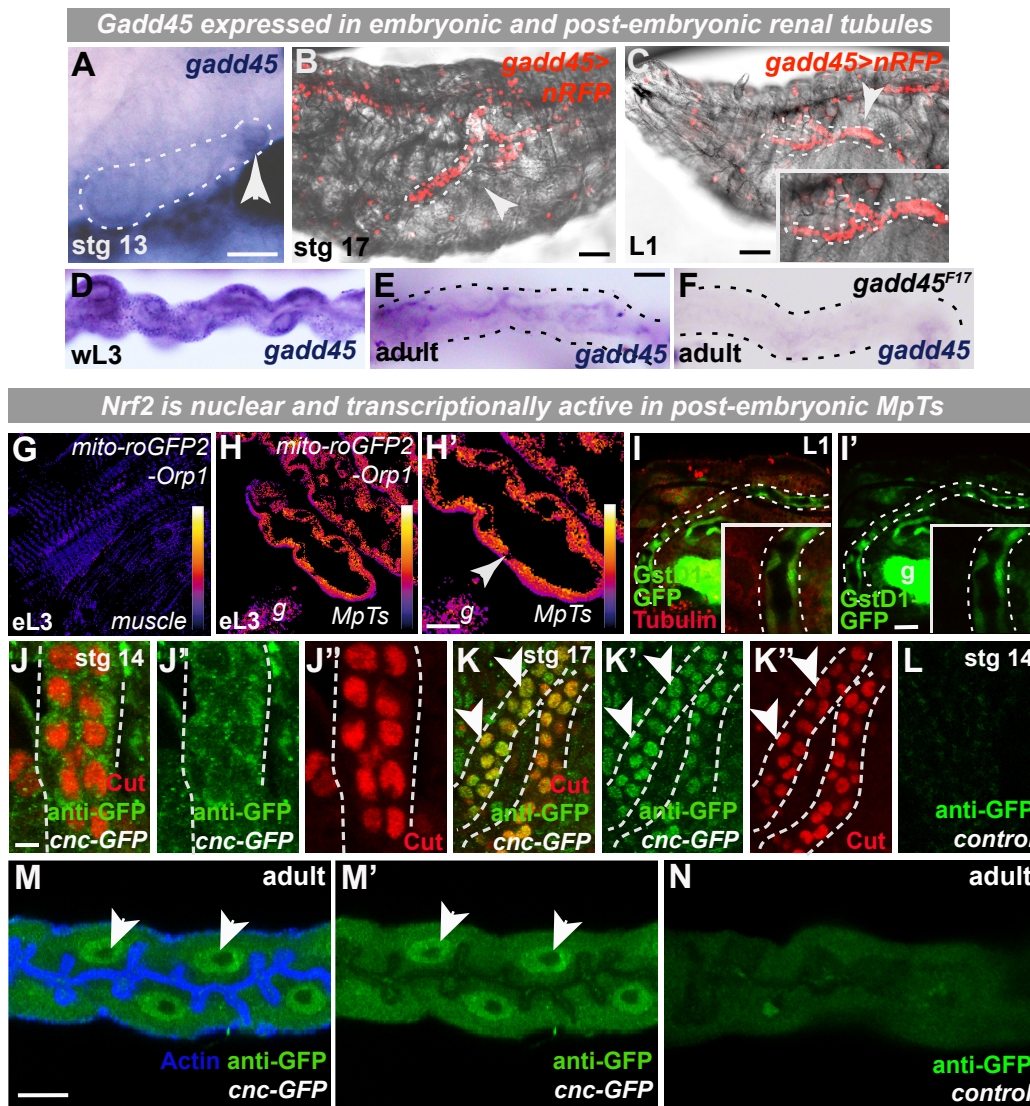 Gadd45 expressed in embryonic and post-embryonic renal tubules
A
gadd45
stg 13
B
gadd45>
nRFP
stg 17
C
gadd45>nRFP
L1
D
wL3
gadd45
E
adult
gadd45
F
gadd45F17
adult
gadd45
Nrf2 is nuclear and transcriptionally active in post-embryonic MpTs
G
mito-roGFP2
-Orp1
eL3
muscle
H
mito-roGFP2
-Orp1
g
eL3
MpTs
H'
g
MpTs
I
L1
GstD1-
GFP
Tubulin
I'
g
GstD1-
GFP
J
stg 14
Cut
anti-GFP
cnc-GFP
J'
anti-GFP
cnc-GFP
J''
Cut
K
stg 17
Cut
anti-GFP
cnc-GFP
K'
anti-GFP
cnc-GFP
K''
Cut
L
stg 14
anti-GFP
control
M
adult
Actin anti-GFP
cnc-GFP
M'
anti-GFP
cnc-GFP
N
adult
anti-GFP
control